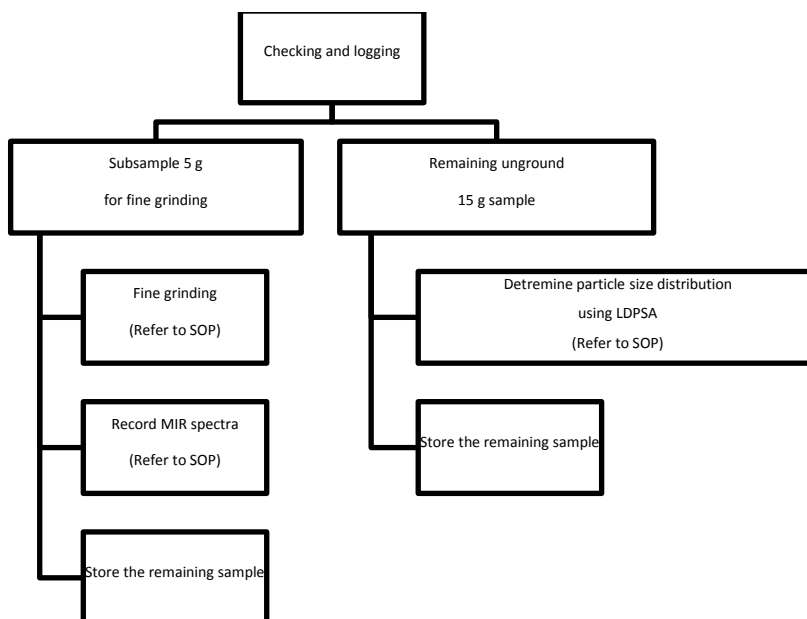 Checking and logging
Subsample 5 g
for fine grinding
Remaining unground
15 g sample
Fine grinding
(Refer to SOP)
Detremine particle size distribution
using LDPSA
(Refer to SOP)
Record MIR spectra
(Refer to SOP)
Store the remaining sample
Store the remaining sample